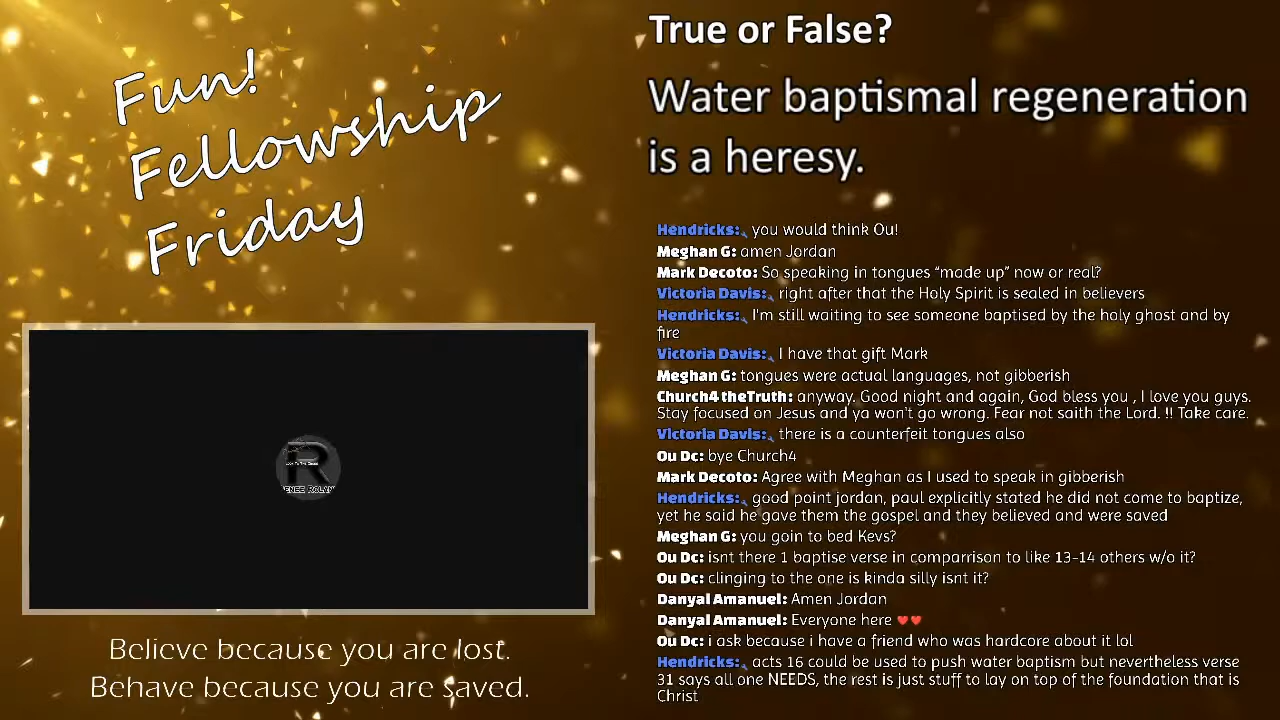 Fun!
Fellowship
Friday
Believe because you are lost.
Behave because you are saved.
True or False?
Water baptismal regeneration
is a heresy.
Hendricks: you would think Ou!
Meghan G: amen Jordan
Mark Decoto: So speaking in tongues “made up” now or real?
Victoria Davis: right after that the Holy Spirit is sealed in believers
Hendricks: I'm still waiting to see someone baptised by the holy ghost and by
fire
Victoria Davis: I have that gift Mark
Meghan G: tongues were actual languages, not gibberish
Church4theTruth: anyway. Good night and again, God bless you , I love you guys.
Stay focused on Jesus and ya won't go wrong. Fear not saith the Lord. !! Take care.
Victoria Davis: there is a counterfeit tongues also
Ou Dc: bye Church4
Mark Decoto: Agree with Meghan as I used to speak in gibberish
Hendricks: good point jordan, paul explicitly stated he did not come to baptize,
yet he said he gave them the gospel and they believed and were saved
Meghan G: you goin to bed Kevs?
Ou Dc: isnt there 1 baptise verse in comparrison to like 13-14 others w/o it?
Ou Dc: clinging to the one is kinda silly isnt it?
Danyal Amanuel: Amen Jordan
Danyal Amanuel: Everyone here ❤️❤️
Ou Dc: i ask because i have a friend who was hardcore about it lol
Hendricks: acts 16 could be used to push water baptism but nevertheless verse
31 says all one NEEDS, the rest is just stuff to lay on top of the foundation that is
Christ